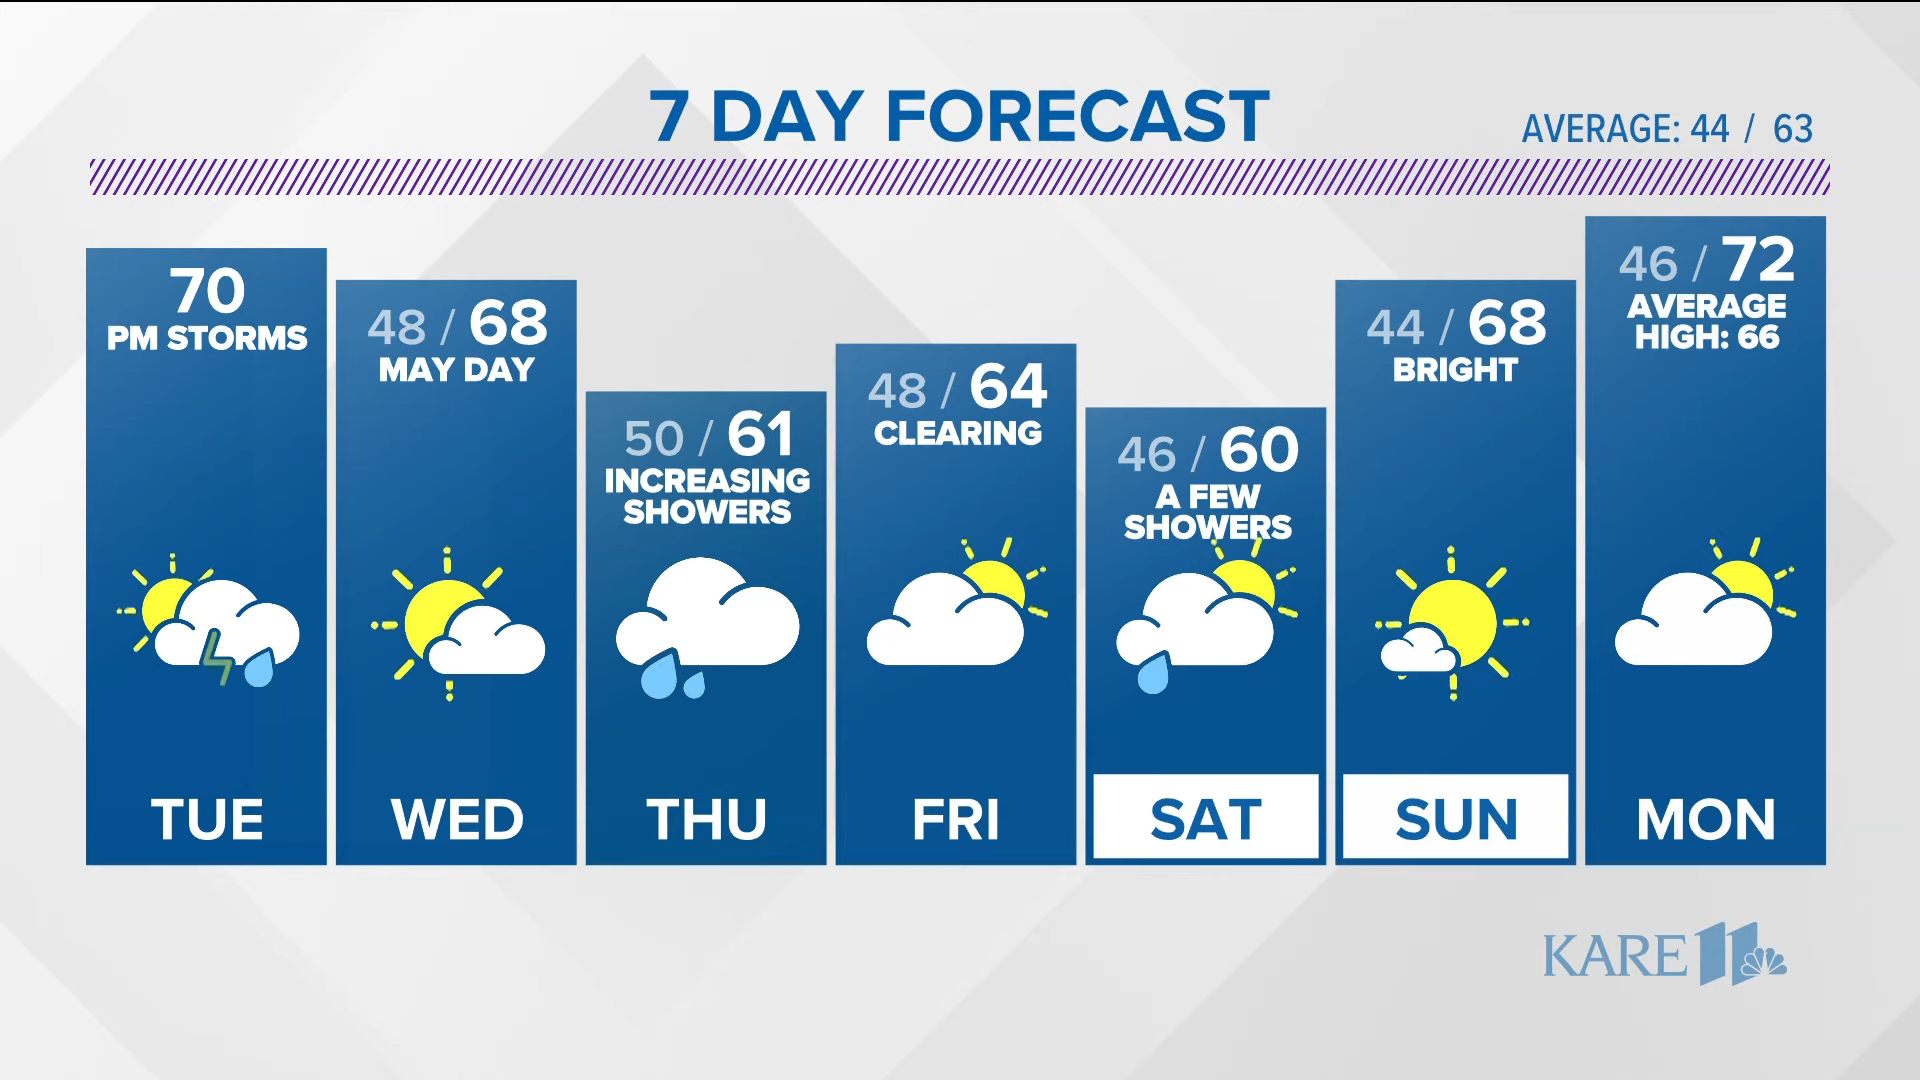 7 DAY FORECAST
AVERAGE: 44 / 63
70
PM STORMS
TUE
48 / 68
MAY DAY
WED
50 / 61
INCREASING
SHOWERS
THU
48 / 64
CLEARING
FRI
46 / 60
A FEW
SHOWERS
SAT
44 / 68
BRIGHT
SUN
46 / 72
AVERAGE
HIGH: 66
MON
KARE 11